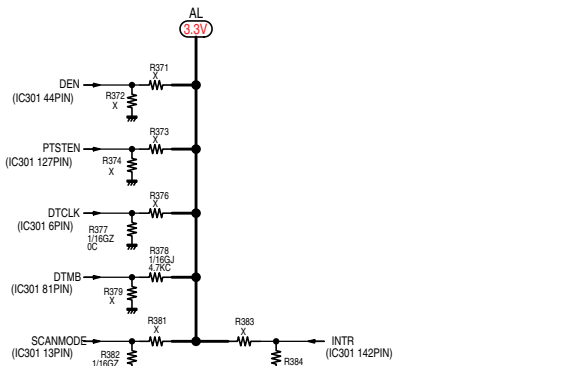 AL
3.3V
R371
X
DEN
(IC301 44PIN)
R372
X
R373
X
PTSTEN
(IC301 127PIN)
R374
X
R376
X
DTCLK
(IC301 6PIN)
R377
1/16GZ
0C
R378
1/16GJ
4.7KC
DTMB
(IC301 81PIN)
R379
X
R381
X
SCANMODE
(IC301 13PIN)
R382
1/16GZ
R383
X
INTR
(IC301 142PIN)
R384